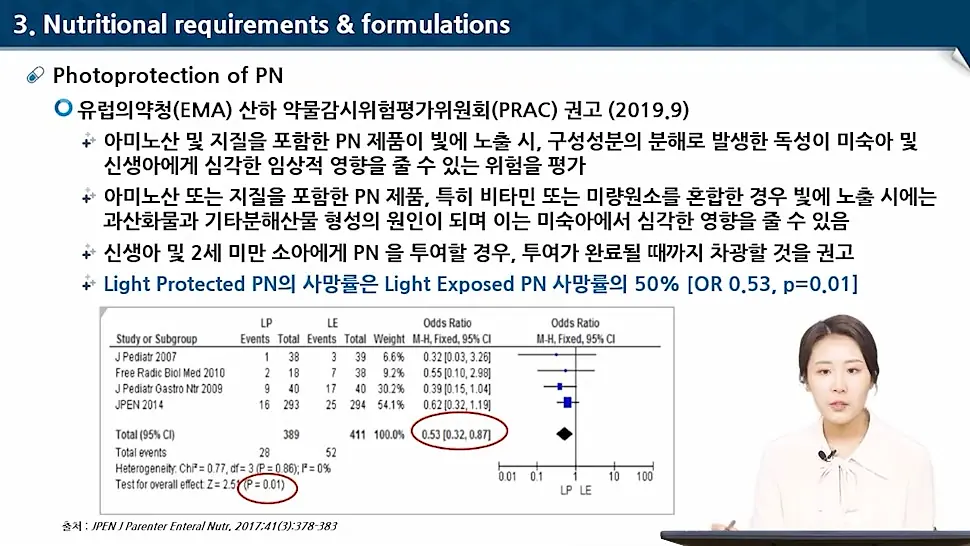 3. Nutritional requirements & formulations
Photoprotection of PN
유럽의약청(EMA) 산하 약물감시위험평가위원회(PRAC) 권고 (2019.9)
아미노산 및 지질을 포함한 PN 제품이 빛에 노출 시, 구성성분의 분해로 발생한 독성이 미숙아 및
신생아에게 심각한 임상적 영향을 줄 수 있는 위험을 평가
아미노산 또는 지질을 포함한 PN 제품, 특히 비타민 또는 미량원소를 혼합한 경우 빛에 노출 시에는
과산화물과 기타분해산물 형성의 원인이 되며 이는 미숙아에서 심각한 영향을 줄 수 있음
신생아 및 2세 미만 소아에게 PN 을 투여할 경우, 투여가 완료될 때까지 차광할 것을 권고
Light Protected PN의 사망률은 Light Exposed PN 사망률의 50% [OR 0.53, p=0.01]
LP LE Odds Ratio Odds Ratio
Study or Subgroup Events Total Events Total Weight M-H, Fixed, 95% CI M-H, Fixed, 95% CI
J Pediatr 2007 1 38 3 39 6.6% 0.32 [0.03, 3.26]
Free Radic Biol Med 2010 2 18 7 38 9.2% 0.55 [0.10, 2.98]
J Pediatr Gastro Ntr 2009 9 40 17 40 30.2% 0.39 [0.15, 1.04]
JPEN 2014 16 293 25 294 54.1% 0.62 [0.32, 1.19]
Total (95% CI) 389 411 100.0% 0.53 [0.32, 0.87]
Total events 28 52
Heterogeneity: Chi² = 0.77, df = 3 (P = 0.86); I² = 0%
Test for overall effect: Z = 2.51 (P = 0.01)
0.01 0.1 1 10 100
LP LE
출처 : JPEN J Parenter Enteral Nutr, 2017;41(3):378-383